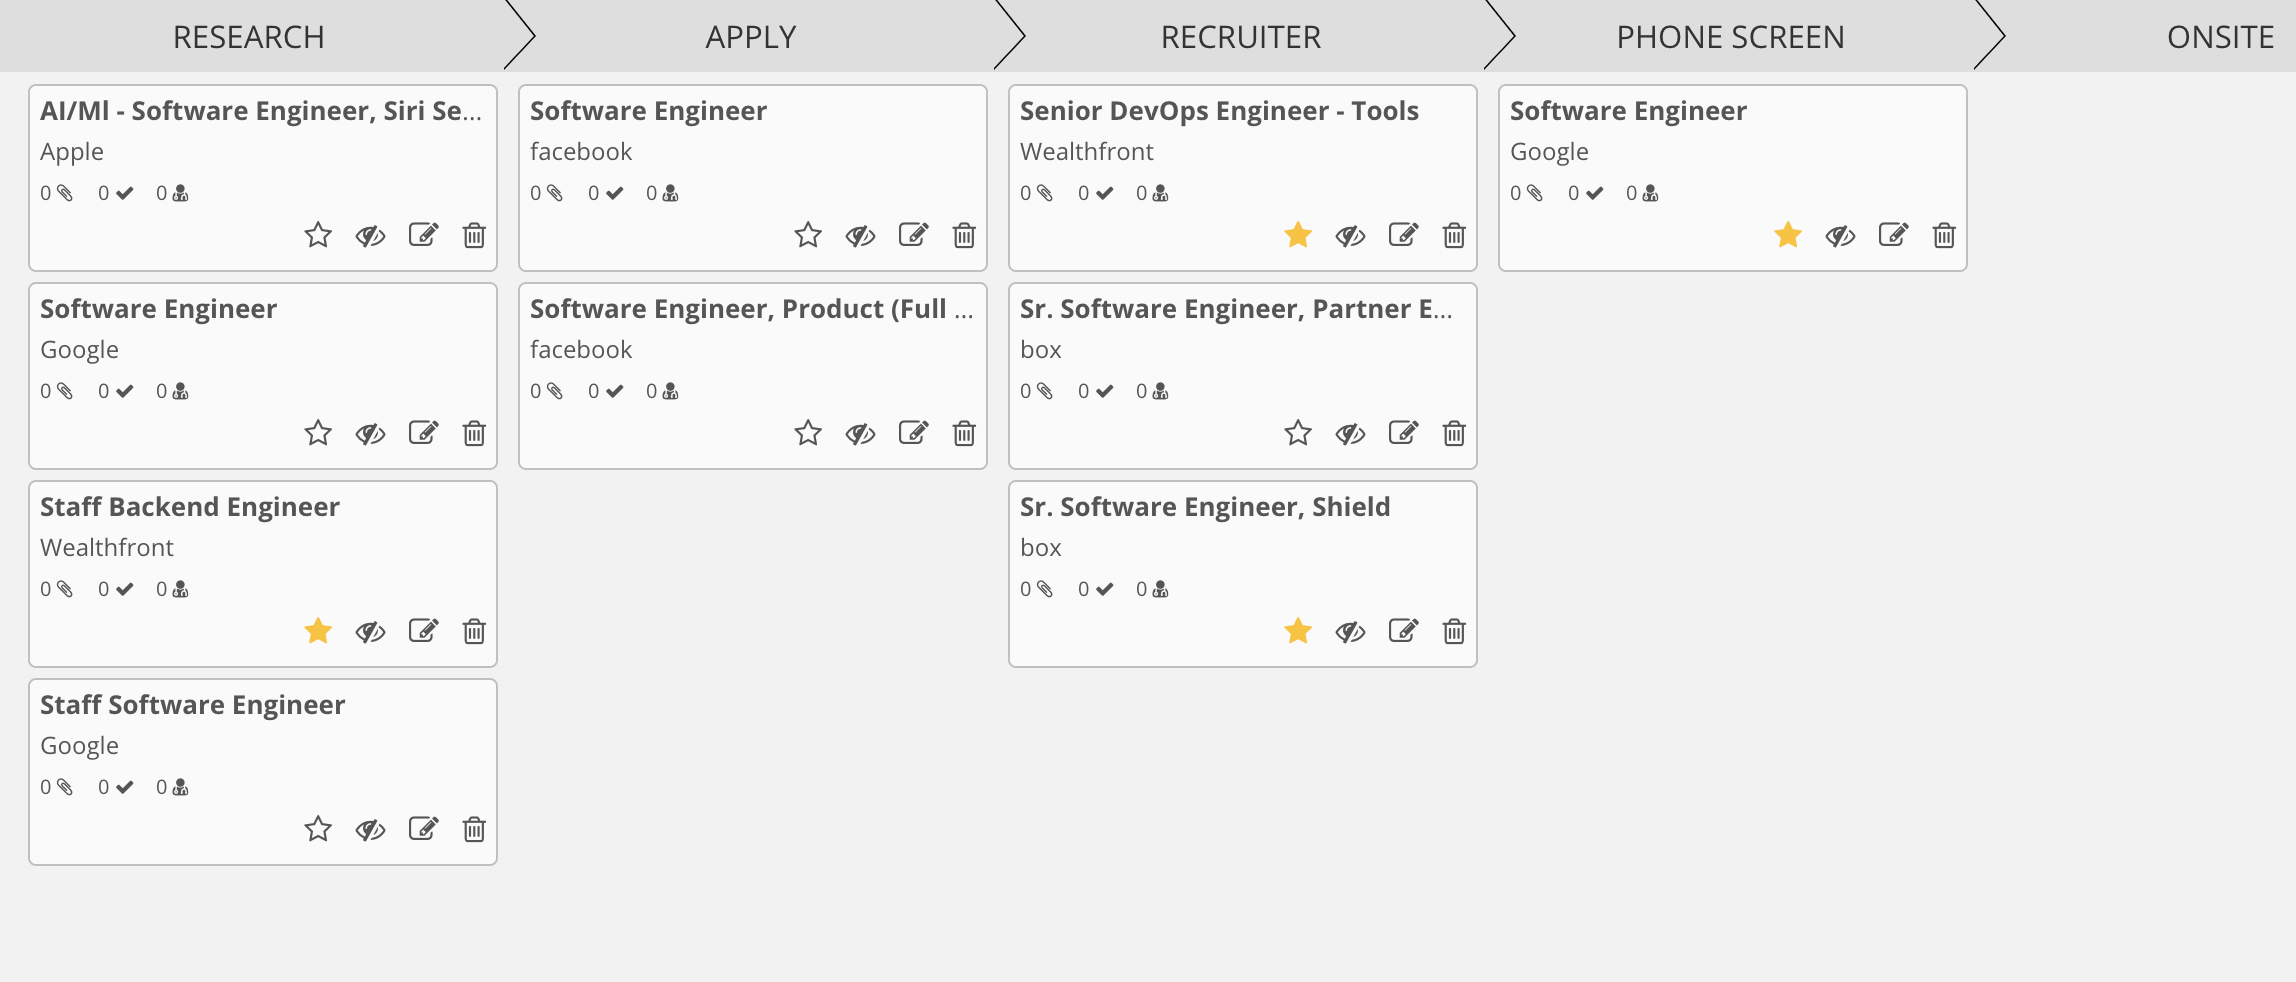 RESEARCH
APPLY
RECRUITER
PHONE SCREEN
ONSITE
AI/Ml - Software Engineer, Siri Se...
Apple
0 0 0
Software Engineer
Google
0 0 0
Staff Backend Engineer
Wealthfront
0 0 0
Staff Software Engineer
Google
0 0 0
Software Engineer
facebook
0 0 0
Software Engineer, Product (Full ...
facebook
0 0 0
Senior DevOps Engineer - Tools
Wealthfront
0 0 0
Sr. Software Engineer, Partner E...
box
0 0 0
Sr. Software Engineer, Shield
box
0 0 0
Software Engineer
Google
0 0 0